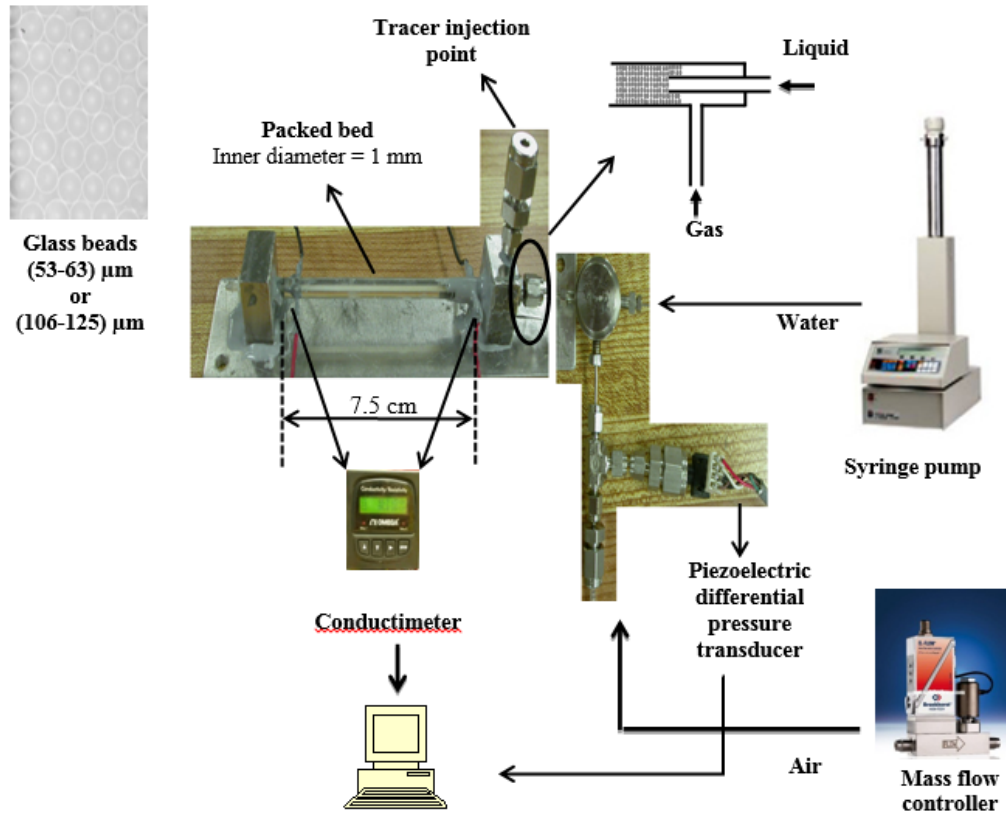 Tracer injection
point
Liquid
Packed bed
Inner diameter = 1 mm
Gas
Glass beads
(53-63) µm
or
(106-125) µm
Water
7.5 cm
Syringe pump
Ω OMEGA
Piezoelectric
differential
pressure
transducer
Conductimeter
Air
Mass flow
controller